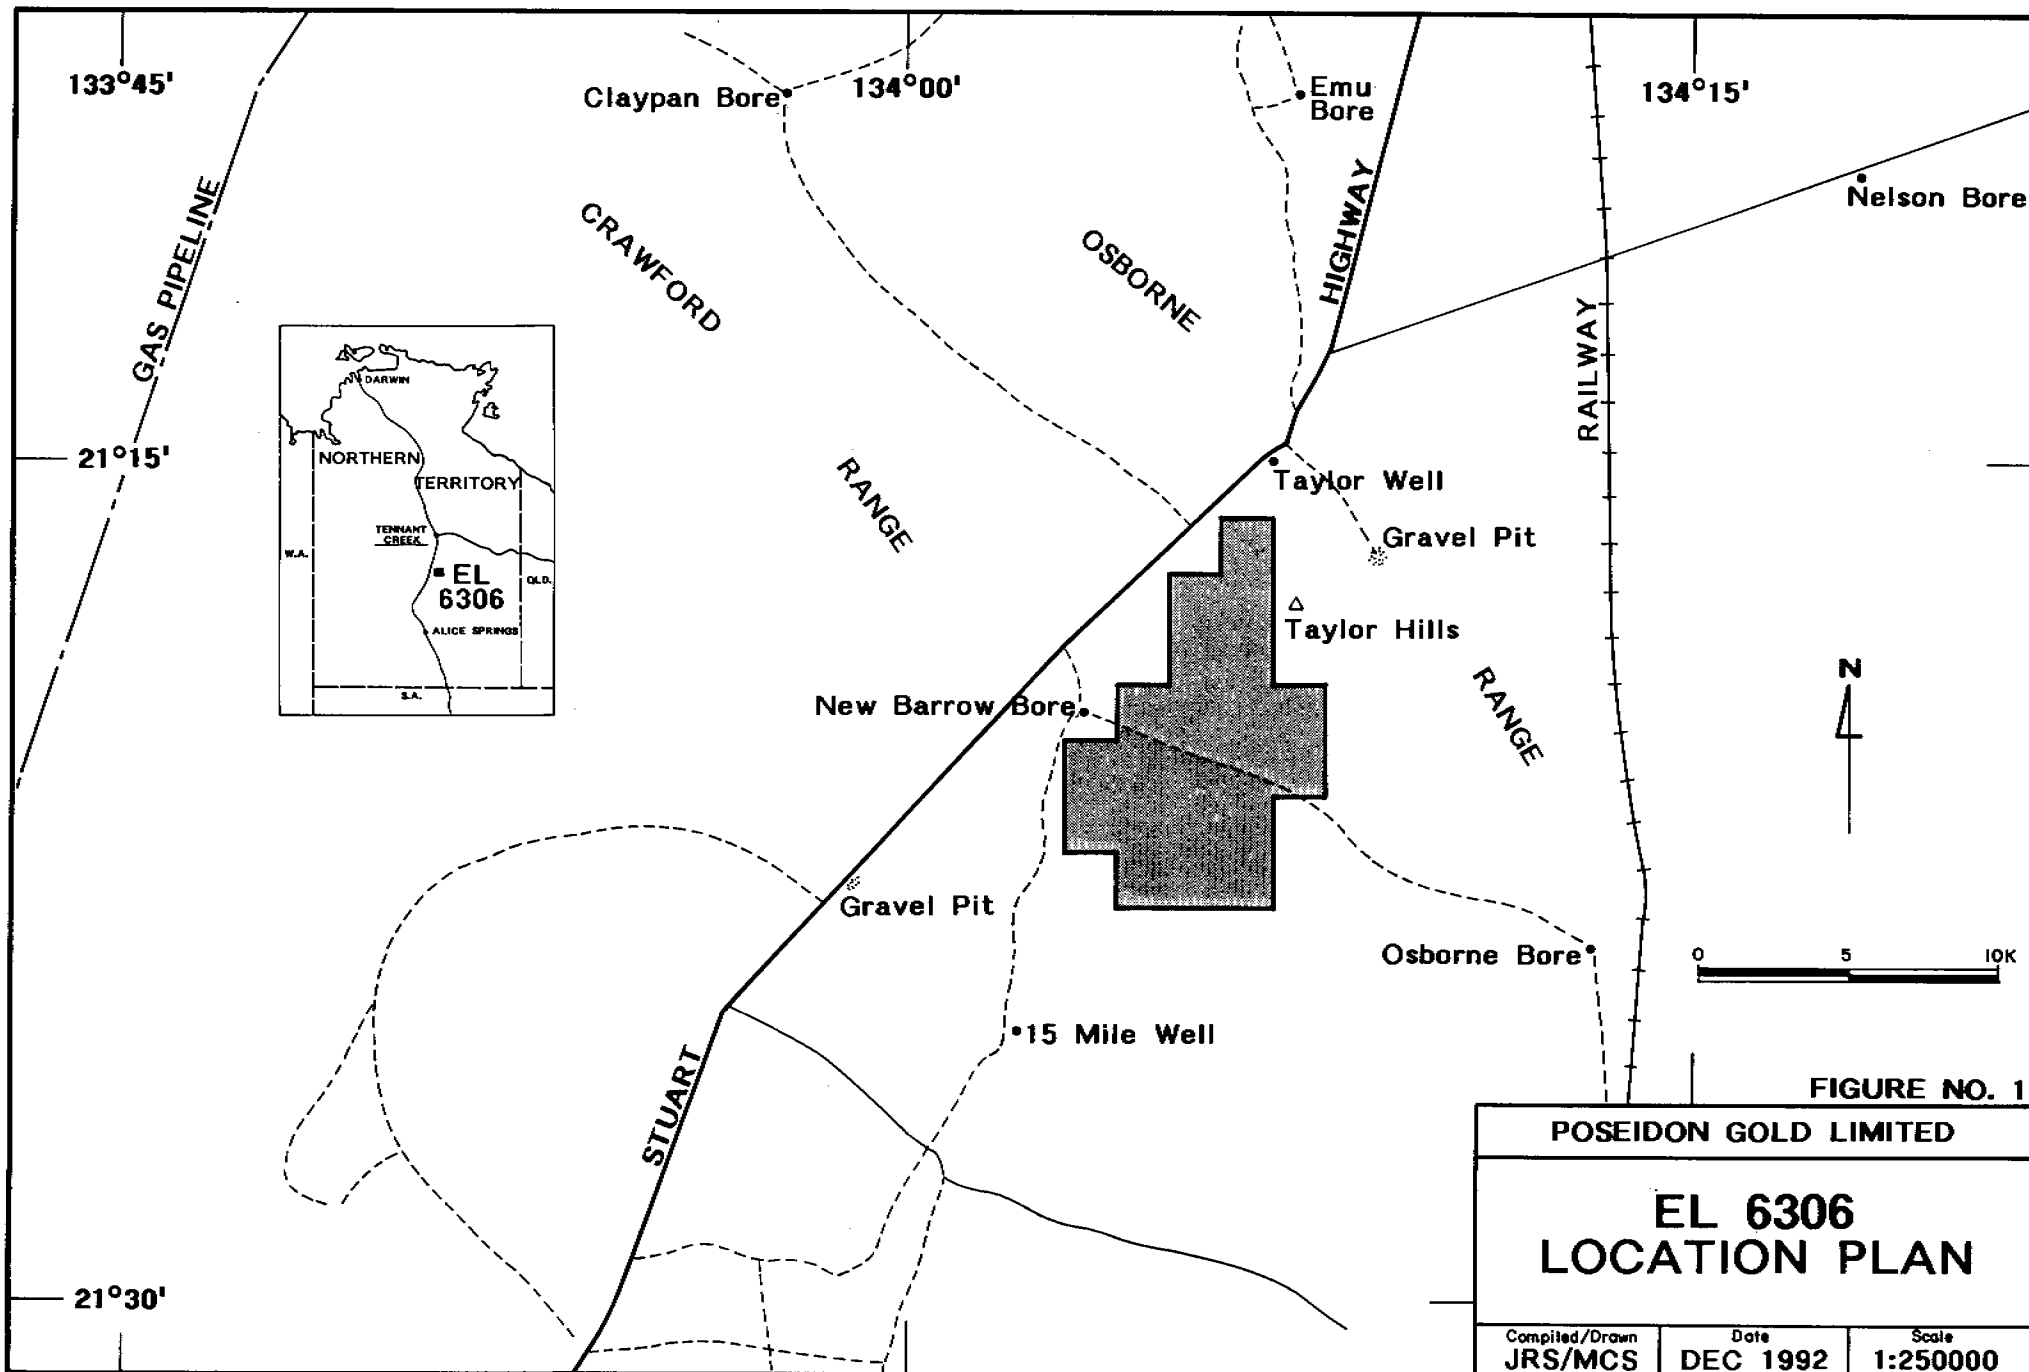 133°45'
134°00'
134°15'
Claypan Bore
Emu
Bore
Nelson Bore
GAS PIPELINE
CRAWFORD
RANGE
OSBORNE
RANGE
HIGHWAY
RAILWAY
21°15'
DARWIN
NORTHERN
TERRITORY
TENNANT
CREEK
W.A.
QLD.
EL
6306
ALICE SPRINGS
S.A.
Taylor Well
Gravel Pit
Taylor Hills
New Barrow Bore
N
Gravel Pit
Osborne Bore
0 5 10K
15 Mile Well
STUART
21°30'
FIGURE NO. 1
POSEIDON GOLD LIMITED
EL 6306
LOCATION PLAN
Compiled/Drawn
JRS/MCS
Date
DEC 1992
Scale
1:250000